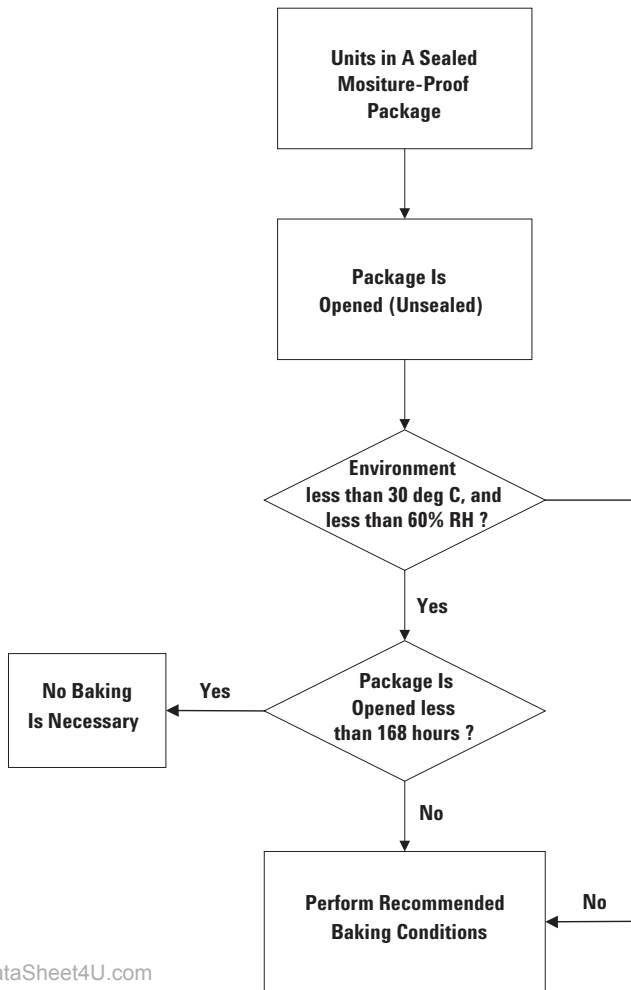 Units in A Sealed
Mositure-Proof
Package
Package Is
Opened (Unsealed)
Environment
less than 30 deg C, and
less than 60% RH ?
Yes
Package Is
Opened less
than 168 hours ?
Yes
No Baking
Is Necessary
No
Perform Recommended
Baking Conditions
No
ataSheet4U.com